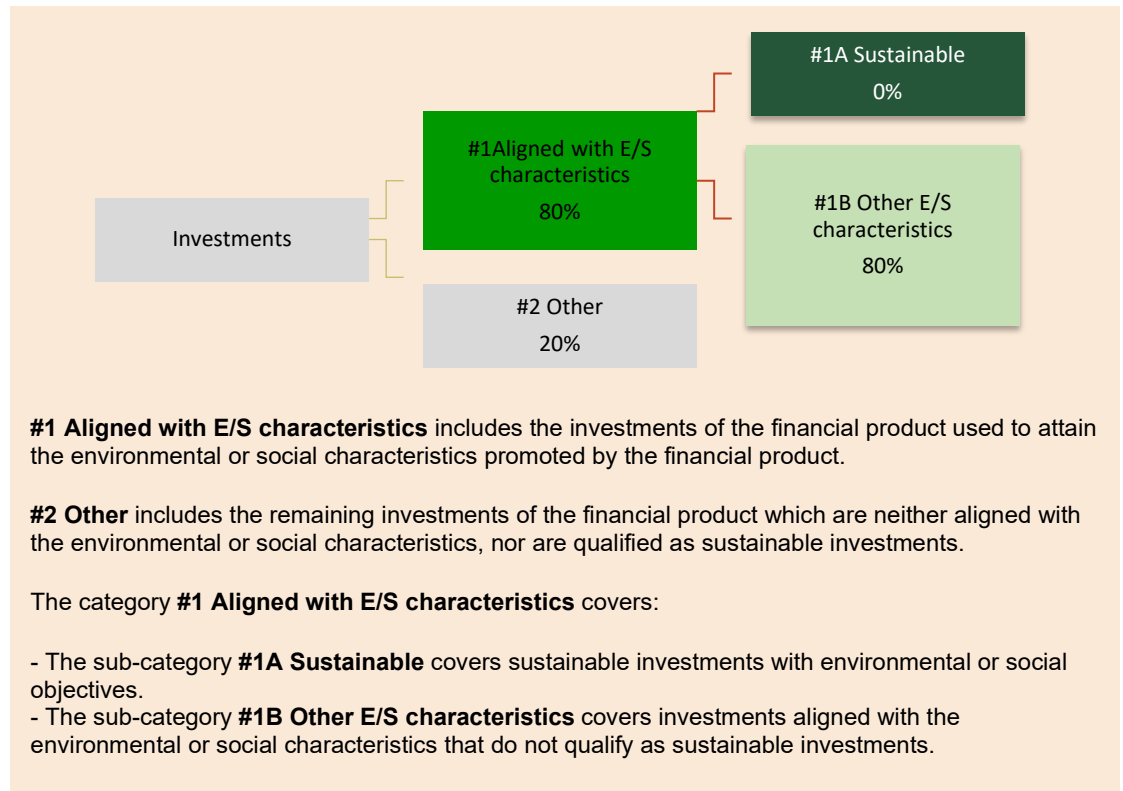 #1A Sustainable
0%
#1Aligned with E/S
characteristics
80%
#1B Other E/S
characteristics
80%
Investments
#2 Other
20%
#1 Aligned with E/S characteristics includes the investments of the financial product used to attain
the environmental or social characteristics promoted by the financial product.
#2 Other includes the remaining investments of the financial product which are neither aligned with
the environmental or social characteristics, nor are qualified as sustainable investments.
The category #1 Aligned with E/S characteristics covers:
- The sub-category #1A Sustainable covers sustainable investments with environmental or social
objectives.
- The sub-category #1B Other E/S characteristics covers investments aligned with the
environmental or social characteristics that do not qualify as sustainable investments.